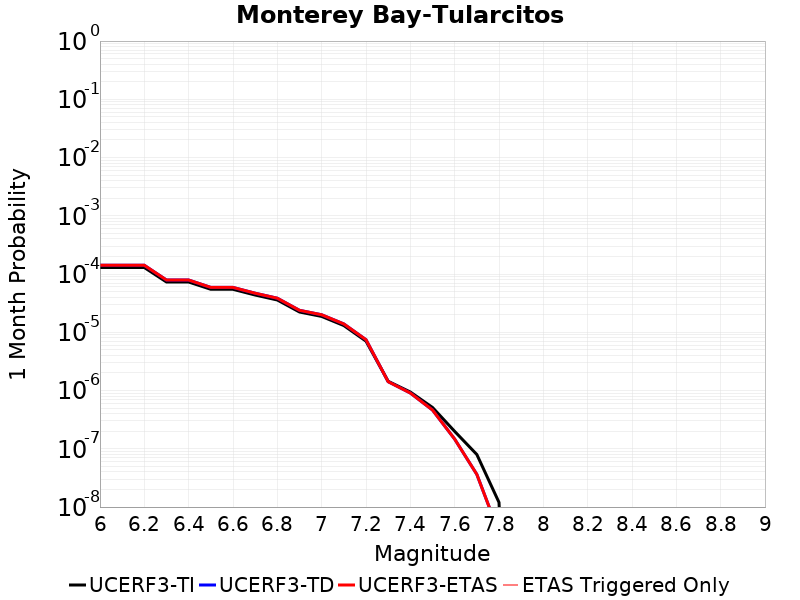 Monterey Bay-Tularcitos
1 Month Probability
10^0
10^-1
10^-2
10^-3
10^-4
10^-5
10^-6
10^-7
10^-8
6 6.2 6.4 6.6 6.8 7 7.2 7.4 7.6 7.8 8 8.2 8.4 8.6 8.8 9
Magnitude
UCERF3-TI UCERF3-TD UCERF3-ETAS ETAS Triggered Only